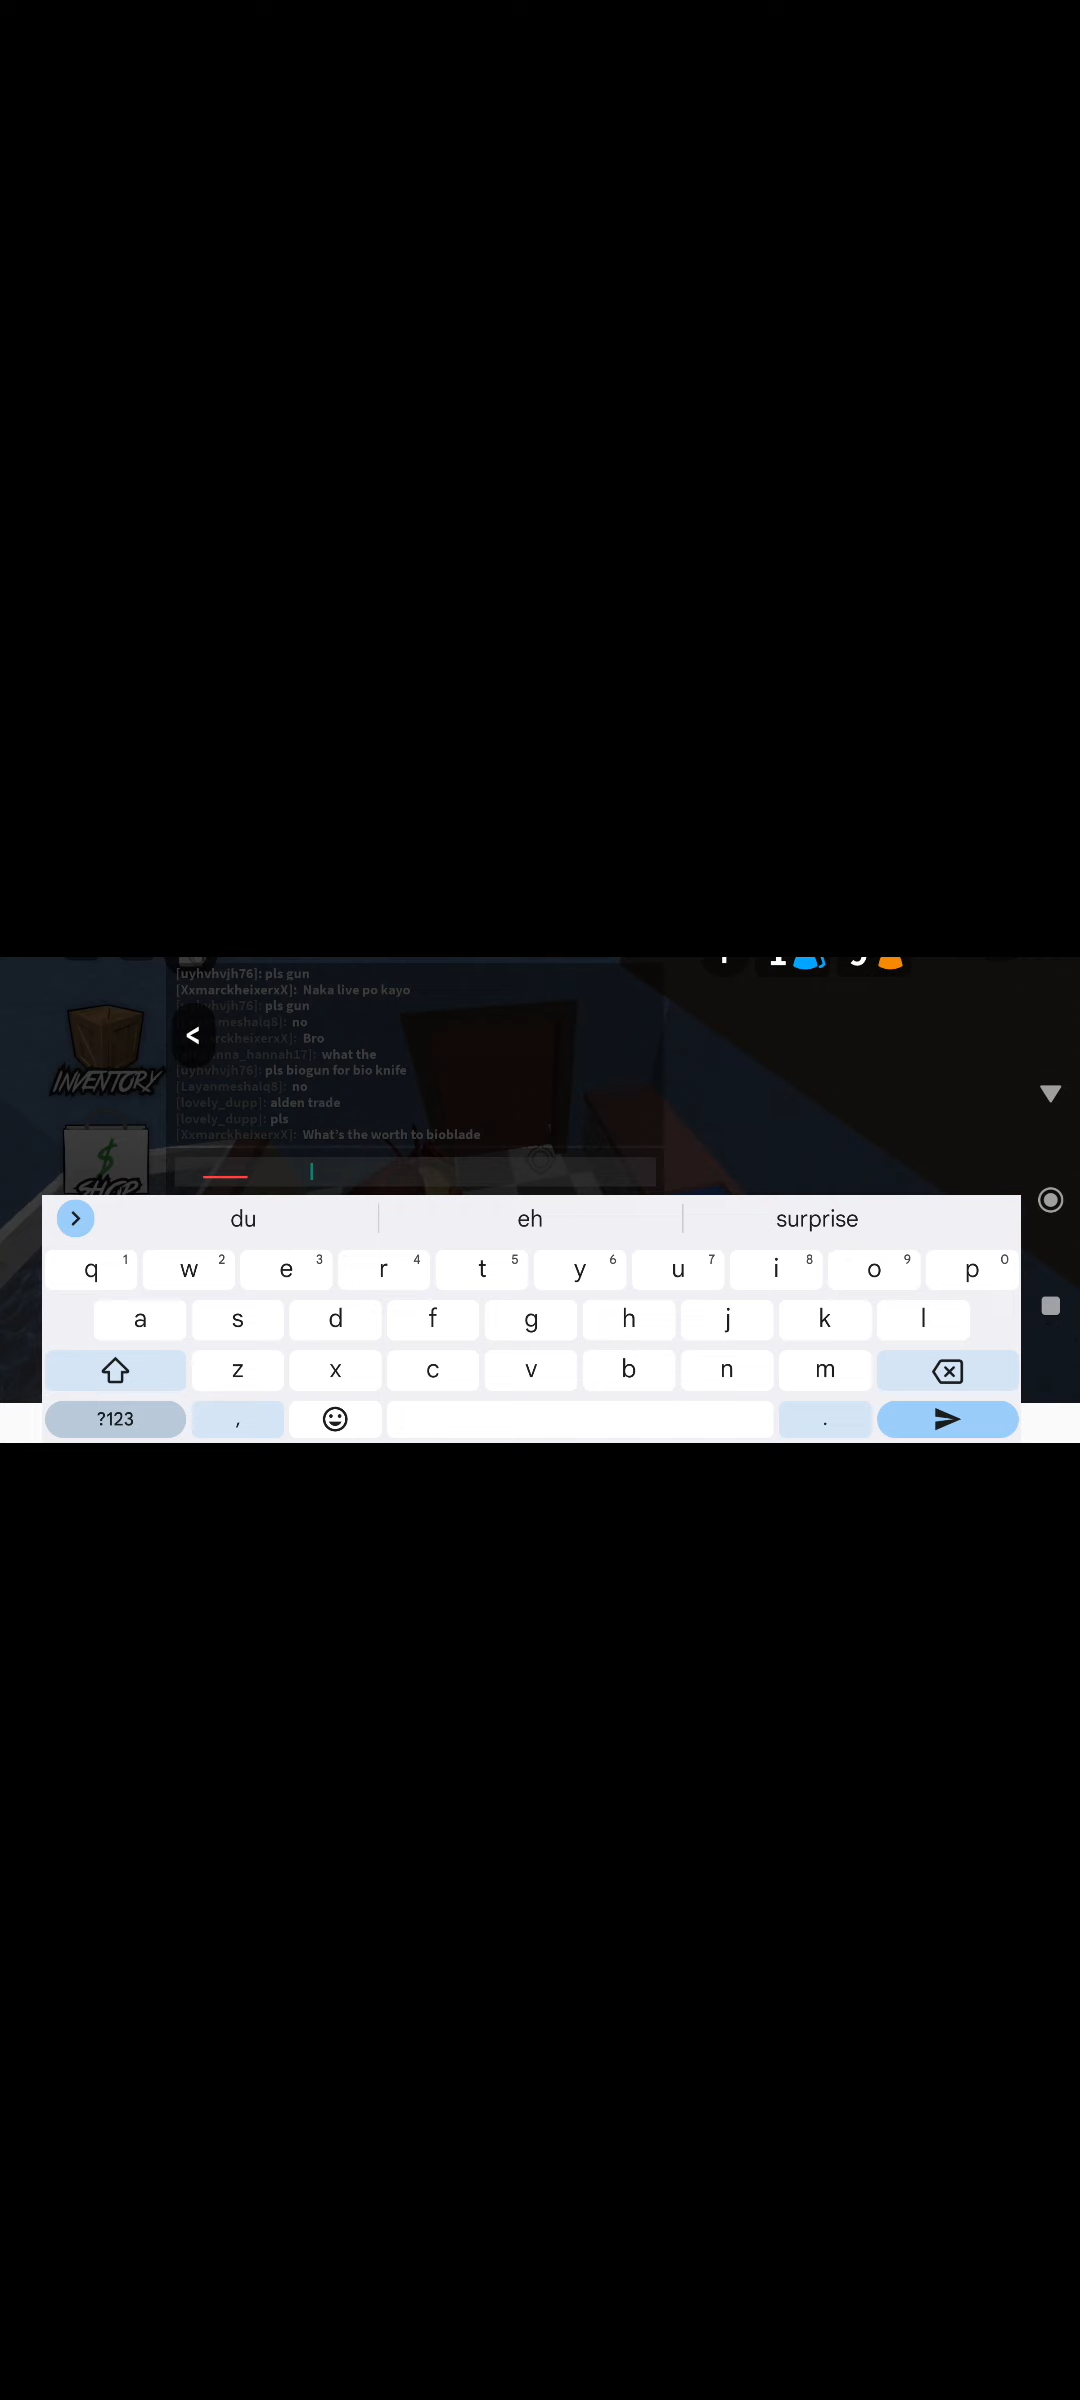 [uyhvhvjh76]: pls gun
[XxmarckheixerxX]: Naka live po kayo
pls gun
no
Bro
what the
[uyhvhvjh76]: pls biogun for bio knife
[Layanmeshalq8]: no
[lovely_dupp]: alden trade
[lovely_dupp]: pls
[XxmarckheixerxX]: What's the worth to bioblade
INVENTORY
$
SHOP
<
du eh surprise
q 1 w 2 e 3 r 4 t 5 y 6 u 7 i 8 o 9 p 0
a s d f g h j k l
z x c v b n m
?123 , .